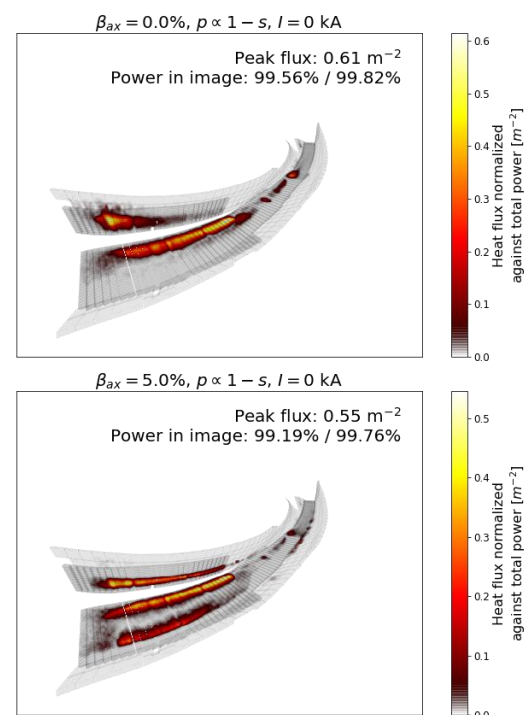 β_ax = 0.0%, p ∝ 1 − s, I = 0 kA
Peak flux: 0.61 m⁻²
Power in image: 99.56% / 99.82%
0.6
0.5
0.4
0.3
0.2
0.1
0.0
Heat flux normalized
against total power [m⁻²]
β_ax = 5.0%, p ∝ 1 − s, I = 0 kA
Peak flux: 0.55 m⁻²
Power in image: 99.19% / 99.76%
0.5
0.4
0.3
0.2
0.1
0.0
Heat flux normalized
against total power [m⁻²]